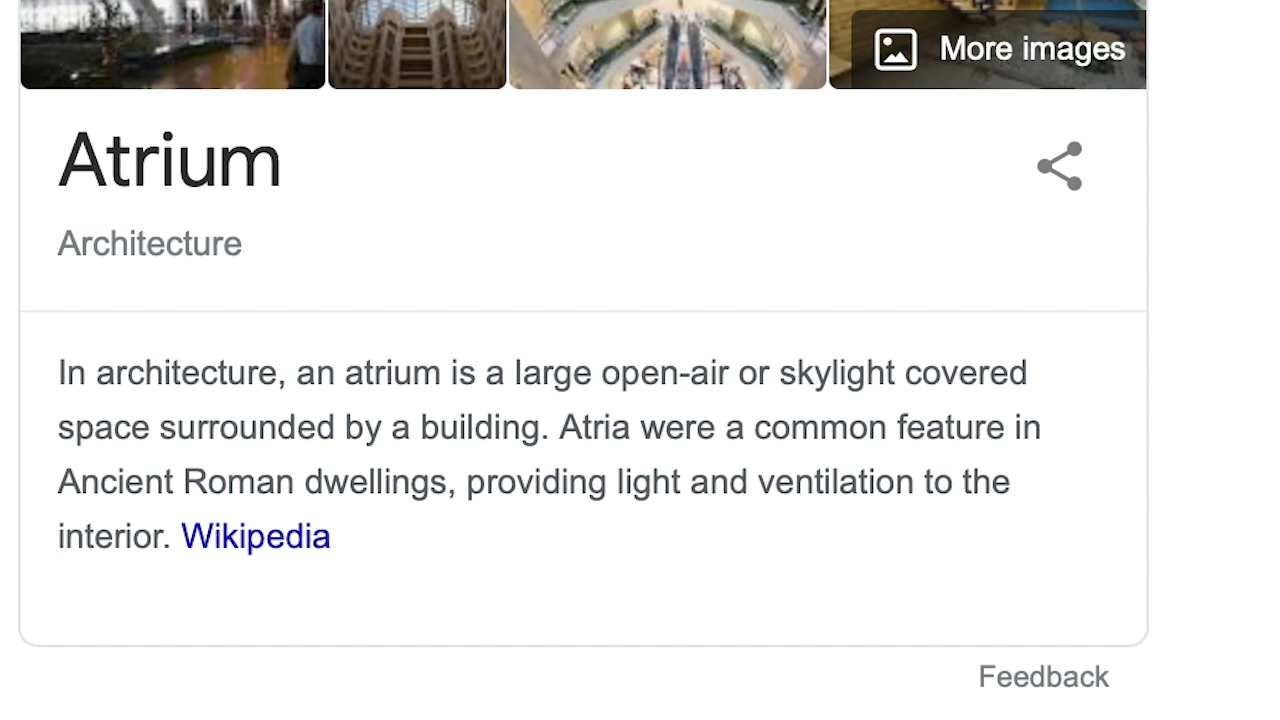 More images
Atrium
Architecture
In architecture, an atrium is a large open-air or skylight covered
space surrounded by a building. Atria were a common feature in
Ancient Roman dwellings, providing light and ventilation to the
interior. Wikipedia
Feedback